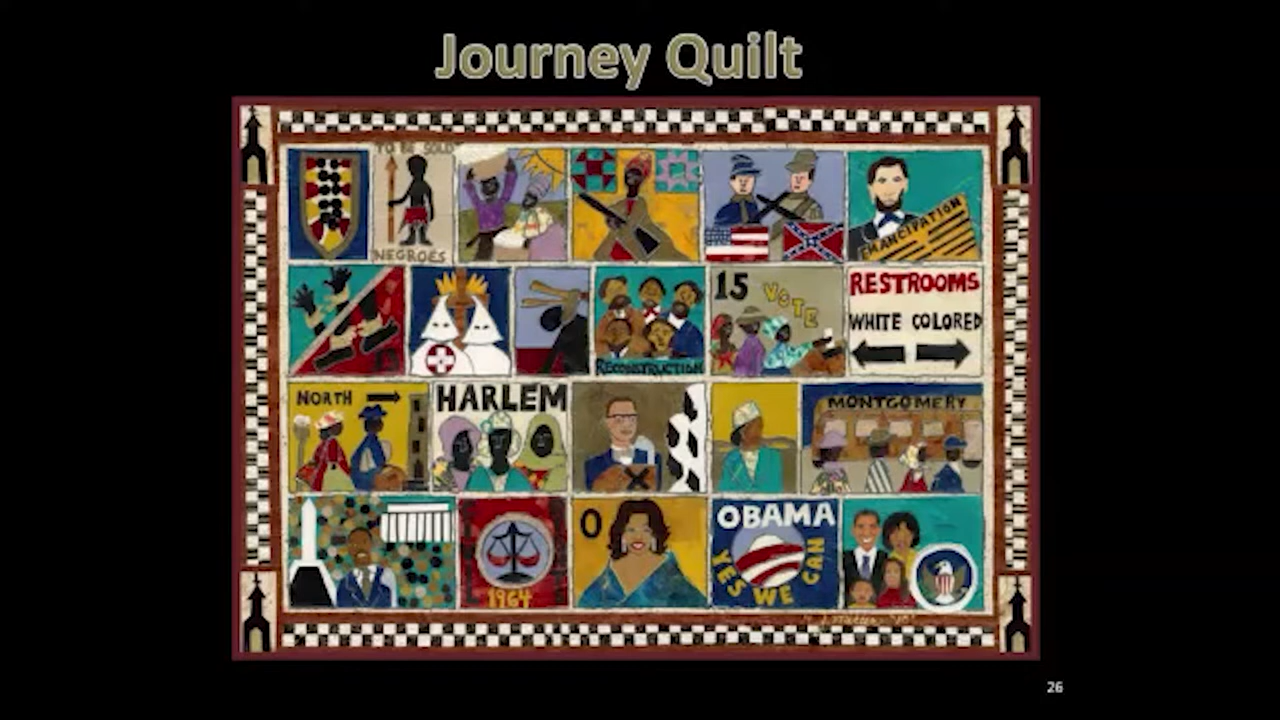 Journey Quilt
TO BE SOLD
NEGROES
EMANCIPATION
RECONSTRUCTION
15 VOTE
RESTROOMS
WHITE COLORED
NORTH
HARLEM
X
MONTGOMERY
1964
O
OBAMA
YES WE CAN
26